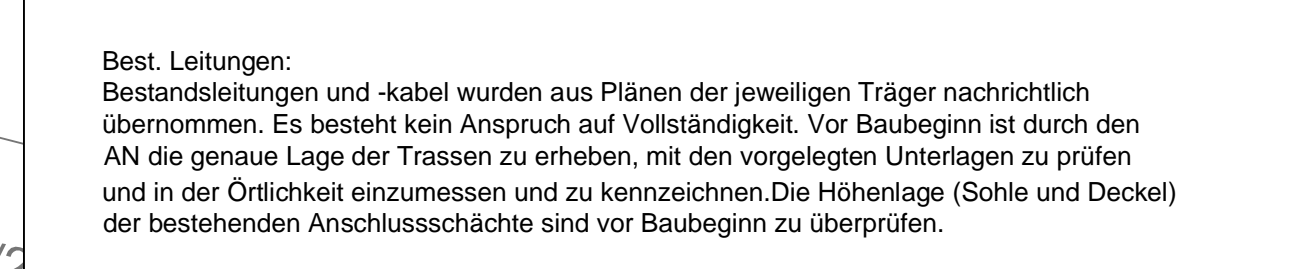 Best. Leitungen:
Bestandsleitungen und -kabel wurden aus Plänen der jeweiligen Träger nachrichtlich
übernommen. Es besteht kein Anspruch auf Vollständigkeit. Vor Baubeginn ist durch den
AN die genaue Lage der Trassen zu erheben, mit den vorgelegten Unterlagen zu prüfen
und in der Örtlichkeit einzumessen und zu kennzeichnen.Die Höhenlage (Sohle und Deckel)
der bestehenden Anschlussschächte sind vor Baubeginn zu überprüfen.